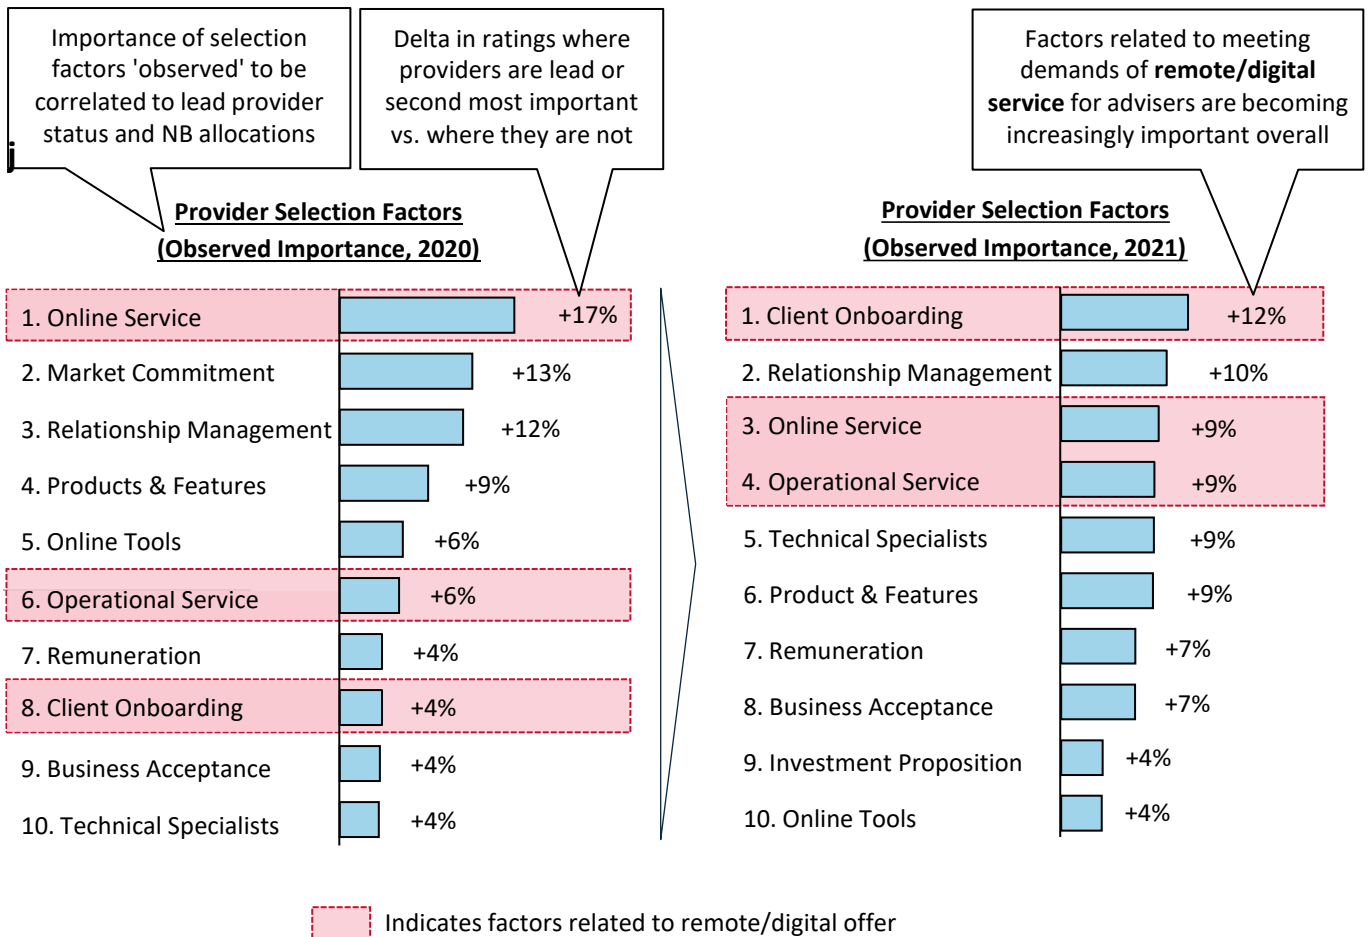 Importance of selection
factors 'observed' to be
correlated to lead provider
status and NB allocations
j
Delta in ratings where
providers are lead or
second most important
vs. where they are not
Factors related to meeting
demands of remote/digital
service for advisers are becoming
increasingly important overall
Provider Selection Factors
(Observed Importance, 2020)
1. Online Service +17%
2. Market Commitment +13%
3. Relationship Management +12%
4. Products & Features +9%
5. Online Tools +6%
6. Operational Service +6%
7. Remuneration +4%
8. Client Onboarding +4%
9. Business Acceptance +4%
10. Technical Specialists +4%
Provider Selection Factors
(Observed Importance, 2021)
1. Client Onboarding +12%
2. Relationship Management +10%
3. Online Service +9%
4. Operational Service +9%
5. Technical Specialists +9%
6. Product & Features +9%
7. Remuneration +7%
8. Business Acceptance +7%
9. Investment Proposition +4%
10. Online Tools +4%
Indicates factors related to remote/digital offer